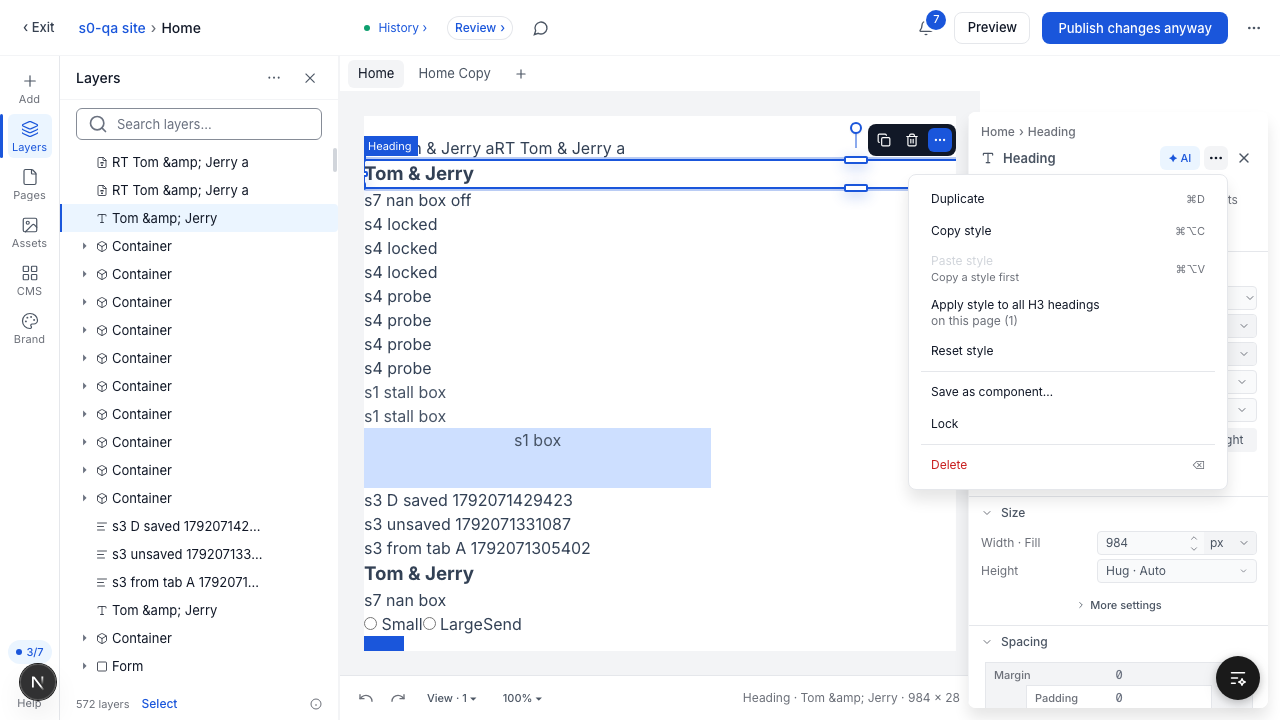 ‹ Exit
s0-qa site › Home
History ›
Review ›
7
Preview
Publish changes anyway
Add
Layers
Pages
Assets
CMS
Brand
3/7
N
Help
Layers
Search layers...
RT Tom &amp; Jerry a
RT Tom &amp; Jerry a
Tom &amp; Jerry
Container
Container
Container
Container
Container
Container
Container
Container
Container
Container
s3 D saved 179207142...
s3 unsaved 179207133...
s3 from tab A 1792071...
Tom &amp; Jerry
Container
Form
572 layers
Select
Home
Home Copy
Heading
& Jerry aRT Tom & Jerry a
Tom & Jerry
s7 nan box off
s4 locked
s4 locked
s4 locked
s4 probe
s4 probe
s4 probe
s4 probe
s1 stall box
s1 stall box
s1 box
s3 D saved 1792071429423
s3 unsaved 1792071331087
s3 from tab A 1792071305402
Tom & Jerry
s7 nan box
Small
LargeSend
View · 1
100%
Heading · Tom &amp; Jerry · 984 × 28
Home › Heading
Heading
AI
Duplicate ⌘D
Copy style ⌘⌥C
Paste style ⌘⌥V
Copy a style first
Apply style to all H3 headings
on this page (1)
Reset style
Save as component...
Lock
Delete
Size
Width · Fill
984
px
Height
Hug · Auto
More settings
Spacing
Margin
0
Padding
0